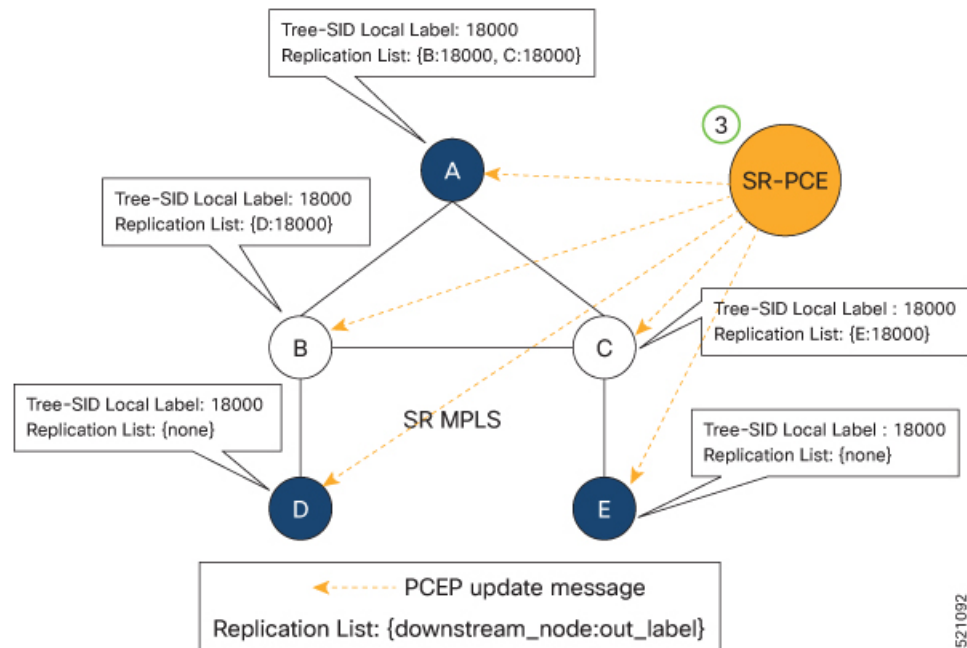 Tree-SID Local Label: 18000
Replication List: {B:18000, C:18000}
3
A
SR-PCE
Tree-SID Local Label: 18000
Replication List: {D:18000}
B
C
Tree-SID Local Label : 18000
Replication List: {E:18000}
Tree-SID Local Label: 18000
Replication List: {none}
SR MPLS
Tree-SID Local Label : 18000
Replication List: {none}
D
E
PCEP update message
Replication List: {downstream_node:out_label}
521092